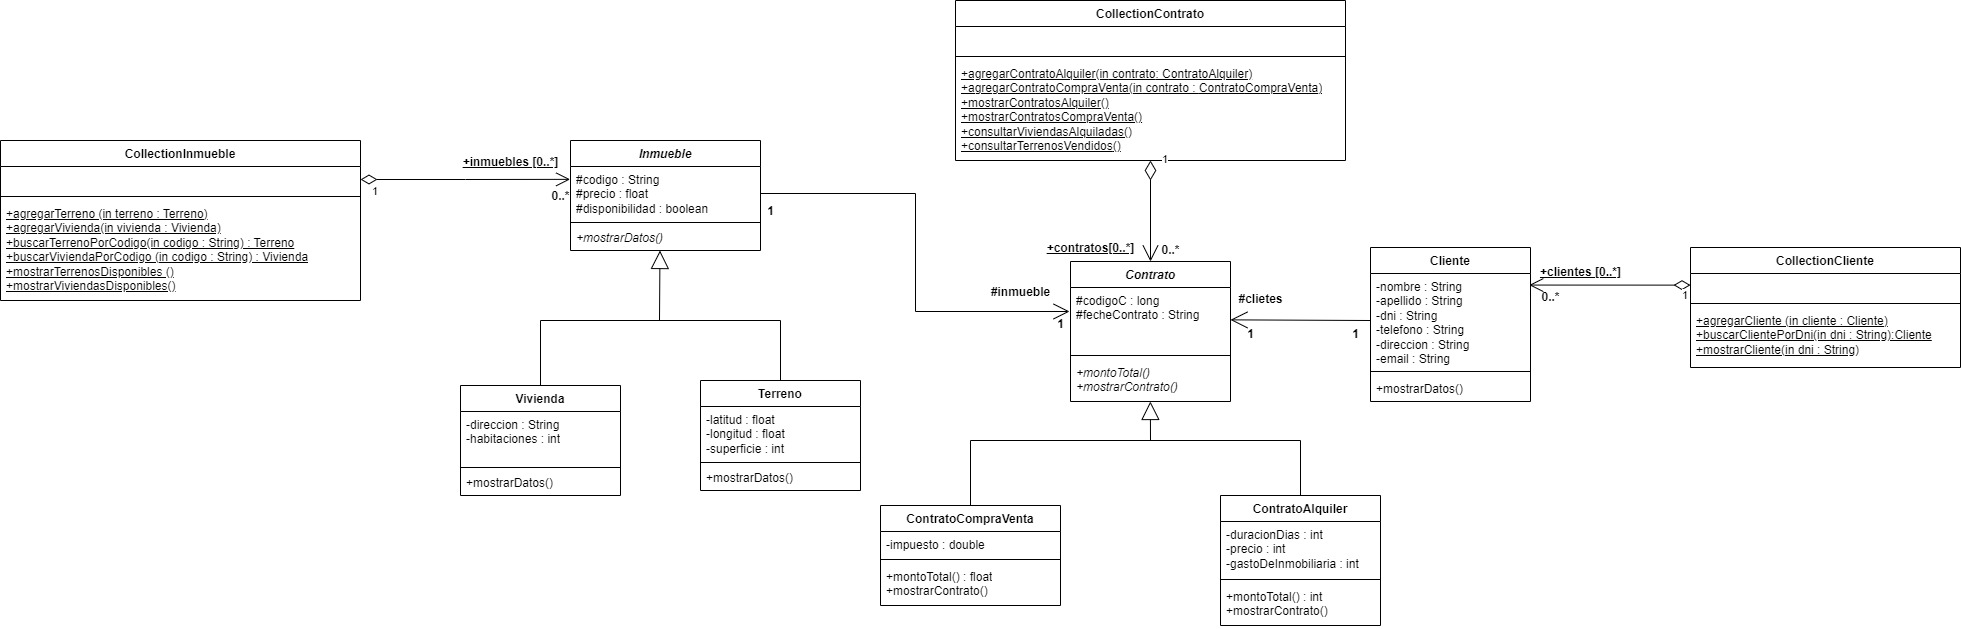 CollectionContrato
+agregarContratoAlquiler(in contrato: ContratoAlquiler)
+agregarContratoCompraVenta(in contrato : ContratoCompraVenta)
+mostrarContratosAlquiler()
+mostrarContratosCompraVenta()
+consultarViviendasAlquiladas()
+consultarTerrenosVendidos()
1
+contratos[0..*]
0..*
CollectionInmueble
+agregarTerreno (in terreno : Terreno)
+agregarVivienda(in vivienda : Vivienda)
+buscarTerrenoPorCodigo(in codigo : String) : Terreno
+buscarViviendaPorCodigo (in codigo : String) : Vivienda
+mostrarTerrenosDisponibles ()
+mostrarViviendasDisponibles()
1
+inmuebles [0..*]
0..*
Inmueble
#codigo : String
#precio : float
#disponibilidad : boolean
+mostrarDatos()
1
#inmueble
1
Contrato
#codigoC : long
#fecheContrato : String
+montoTotal()
+mostrarContrato()
#clietes
1
1
Cliente
-nombre : String
-apellido : String
-dni : String
-telefono : String
-direccion : String
-email : String
+mostrarDatos()
+clientes [0..*]
0..*
1
CollectionCliente
+agregarCliente (in cliente : Cliente)
+buscarClientePorDni(in dni : String):Cliente
+mostrarCliente(in dni : String)
Vivienda
-direccion : String
-habitaciones : int
+mostrarDatos()
Terreno
-latitud : float
-longitud : float
-superficie : int
+mostrarDatos()
ContratoCompraVenta
-impuesto : double
+montoTotal() : float
+mostrarContrato()
ContratoAlquiler
-duracionDias : int
-precio : int
-gastoDeInmobiliaria : int
+montoTotal() : int
+mostrarContrato()